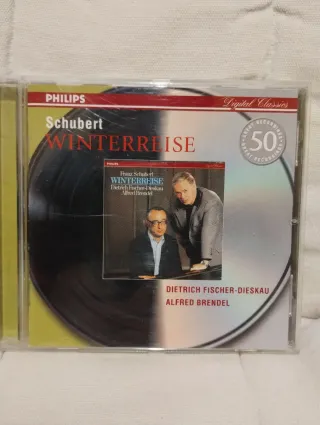 PHILIPS
Digital Classics
Schubert
WINTERREISE
50
PHILIPS
Franz Schubert
WINTERREISE
Dietrich Fischer-Dieskau
Alfred Brendel
DIETRICH FISCHER-DIESKAU
ALFRED BRENDEL